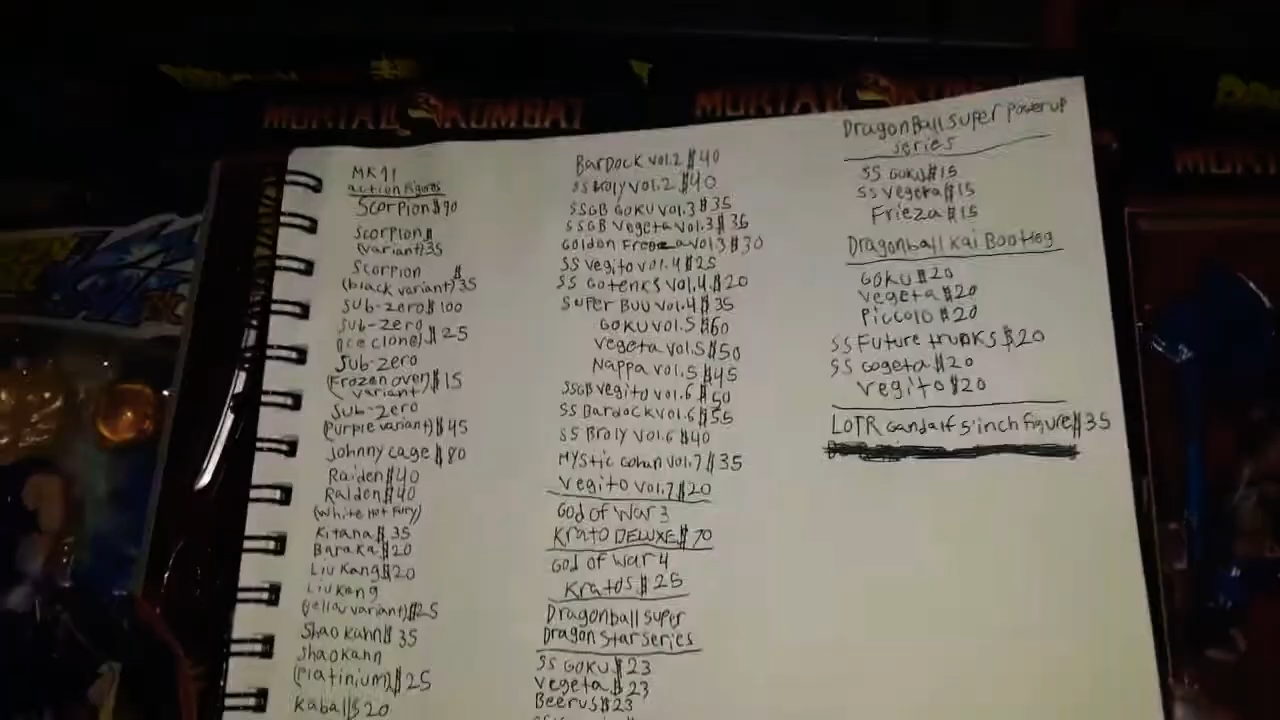 MORTAL KOMBAT
MORTAL KOMBAT
MK11
action figures
Scorpion $90
Scorpion $
(variant) 35
Scorpion $
(black variant) 35
Sub-zero $100
Sub-zero
(ice clone) $25
Sub-zero
(Frozen over $15
variant)
Sub-zero
(Purple variant) $45
Johnny cage $80
Raiden $40
Raiden $40
(White Hot Fury)
Kitana $35
Baraka $20
Liu Kang $20
Liu Kang
(yellow variant) $25
Shao kahn $35
Shao kahn
(Platinium) $25
Kabal $20
BarDock vol.2 $40
SS Broly vol.2 $40
SSGB Goku vol.3 $35
SSGB Vegeta vol.3 $35
Golden Freeza vol.3 $30
SS Vegito vol.4 $25
SS Gotenks vol.4 $20
Super Buu vol.4 $35
Goku vol.5 $60
Vegeta vol.5 $50
Nappa vol.5 $45
SSGB Vegito vol.6 $50
SS Bardock vol.6 $55
SS Broly vol.6 $40
Mystic Gohan vol.7 $35
Vegito vol.7 $20
God of War 3
Krato DELUXE $70
God of War 4
Kratos $25
Dragonball super
Dragon Star series
SS Goku $23
Vegeta $23
Beerus $23
DragonBall super Power up
series
SS Goku $15
SS Vegeta $15
Frieza $15
Dragonball Kai Bootleg
Goku $20
Vegeta $20
Piccolo $20
SS Future trunks $20
SS Gogeta $20
Vegito $20
LOTR Gandalf 5' inch figure $35